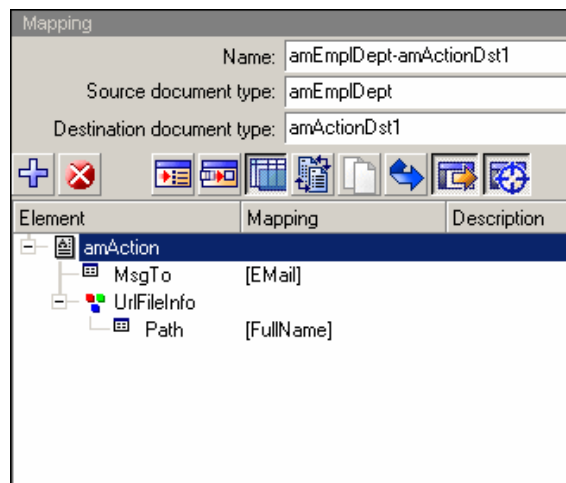 Mapping
Name: amEmplDept-amActionDst1
Source document type: amEmplDept
Destination document type: amActionDst1
Element Mapping Description
amAction
MsgTo [EMail]
UrlFileInfo
Path [FullName]